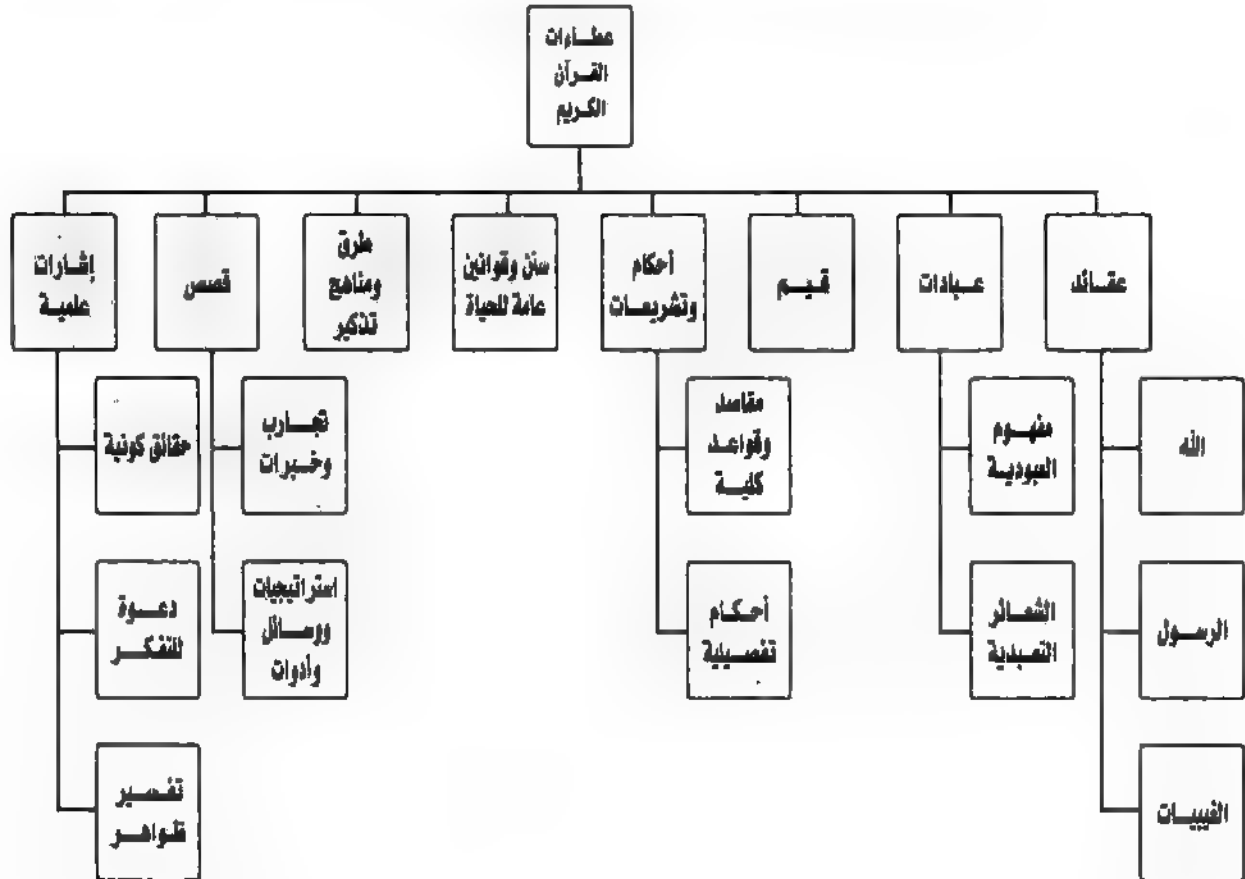 عطاءات
القرآن
الكريم
عقائد
عبادات
قيم
أحكام
وتشريعات
سنن وقوانين
عامة للحياة
طرق
ومناهج
تذكير
قصص
إشارات
علمية
الله
الرسول
الغيبيات
مفهوم
العبودية
الشعائر
التعبدية
مقاصد
وقواعد
كلية
أحكام
تفصيلية
تجارب
وخبرات
استراتيجيات
ووسائل
وأدوات
حقائق كونية
دعوة
للتفكر
تفسير
ظواهر